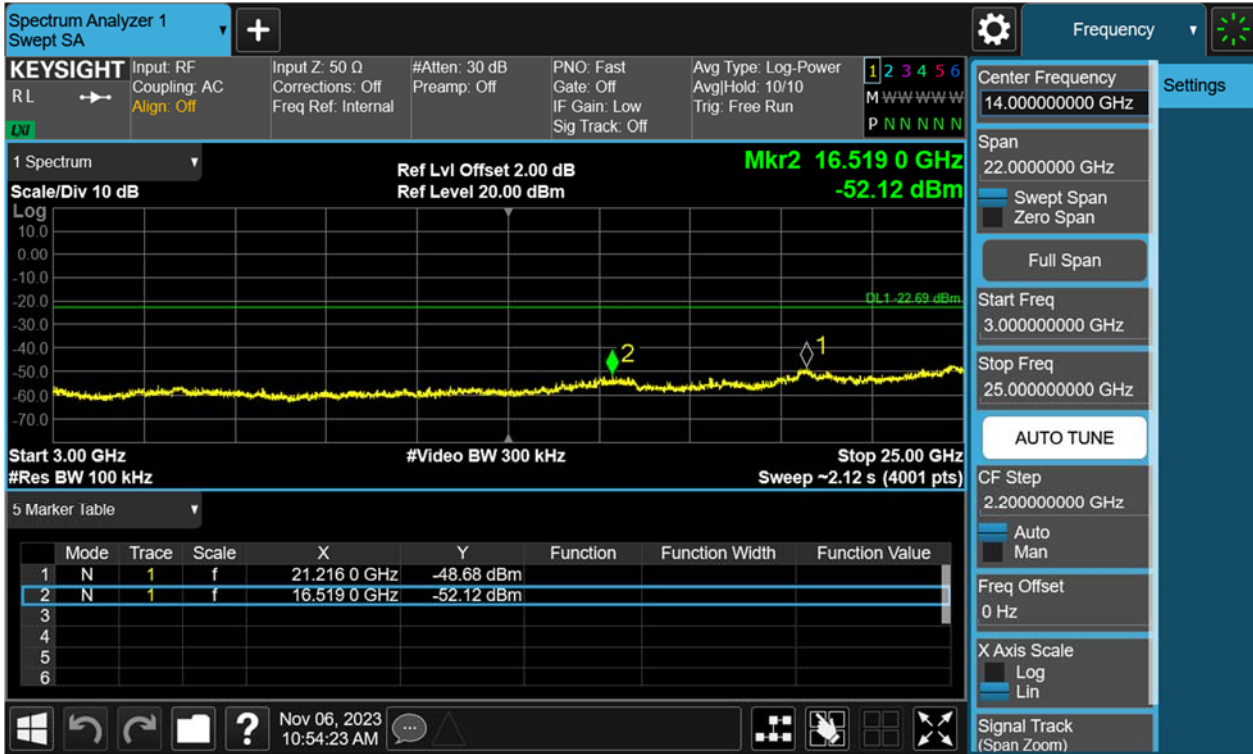 Spectrum Analyzer 1
Swept SA
+
Frequency
KEYSIGHT
RL
LXI
Input: RF
Coupling: AC
Align: Off
Input Z: 50 Ω
Corrections: Off
Freq Ref: Internal
#Atten: 30 dB
Preamp: Off
PNO: Fast
Gate: Off
IF Gain: Low
Sig Track: Off
Avg Type: Log-Power
Avg|Hold: 10/10
Trig: Free Run
1 2 3 4 5 6
M W W W W W
P N N N N N
Center Frequency
14.000000000 GHz
Settings
Span
22.0000000 GHz
Swept Span
Zero Span
Full Span
Start Freq
3.000000000 GHz
Stop Freq
25.000000000 GHz
AUTO TUNE
CF Step
2.200000000 GHz
Auto
Man
Freq Offset
0 Hz
X Axis Scale
Log
Lin
Signal Track
(Span Zoom)
1 Spectrum
Scale/Div 10 dB
Ref Lvl Offset 2.00 dB
Ref Level 20.00 dBm
Mkr2 16.519 0 GHz
-52.12 dBm
Log
10.0
0.00
-10.0
-20.0
-30.0
-40.0
-50.0
-60.0
-70.0
DL1 -22.69 dBm
2
1
Start 3.00 GHz
#Res BW 100 kHz
#Video BW 300 kHz
Stop 25.00 GHz
Sweep ~2.12 s (4001 pts)
5 Marker Table
Mode Trace Scale X Y Function Function Width Function Value
1 N 1 f 21.216 0 GHz -48.68 dBm
2 N 1 f 16.519 0 GHz -52.12 dBm
3
4
5
6
?
Nov 06, 2023
10:54:23 AM